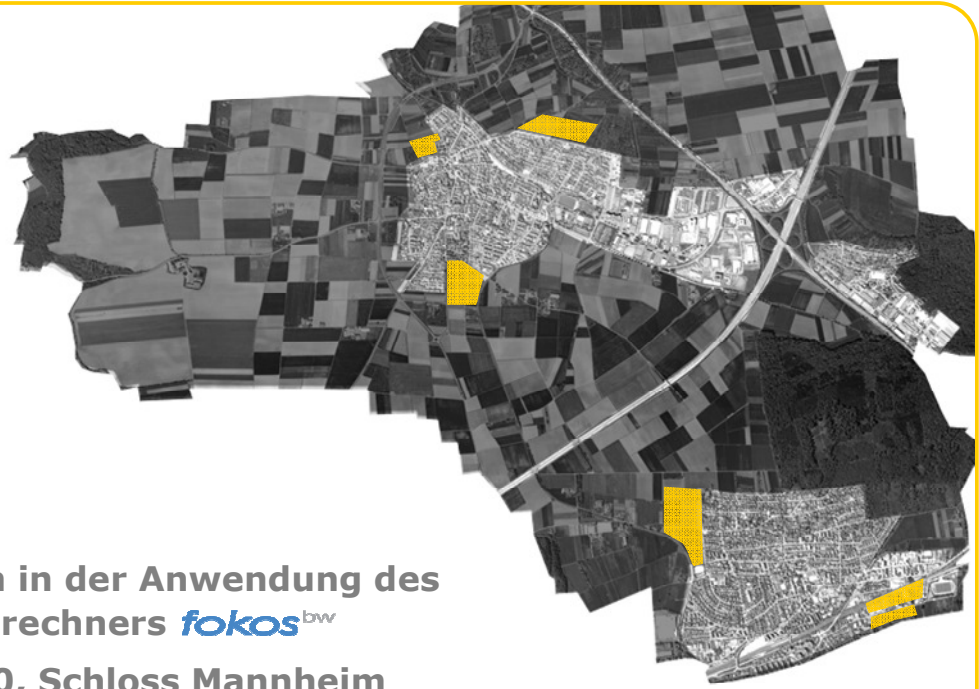 in der Anwendung des
rechners fokos bw
0, Schloss Mannheim